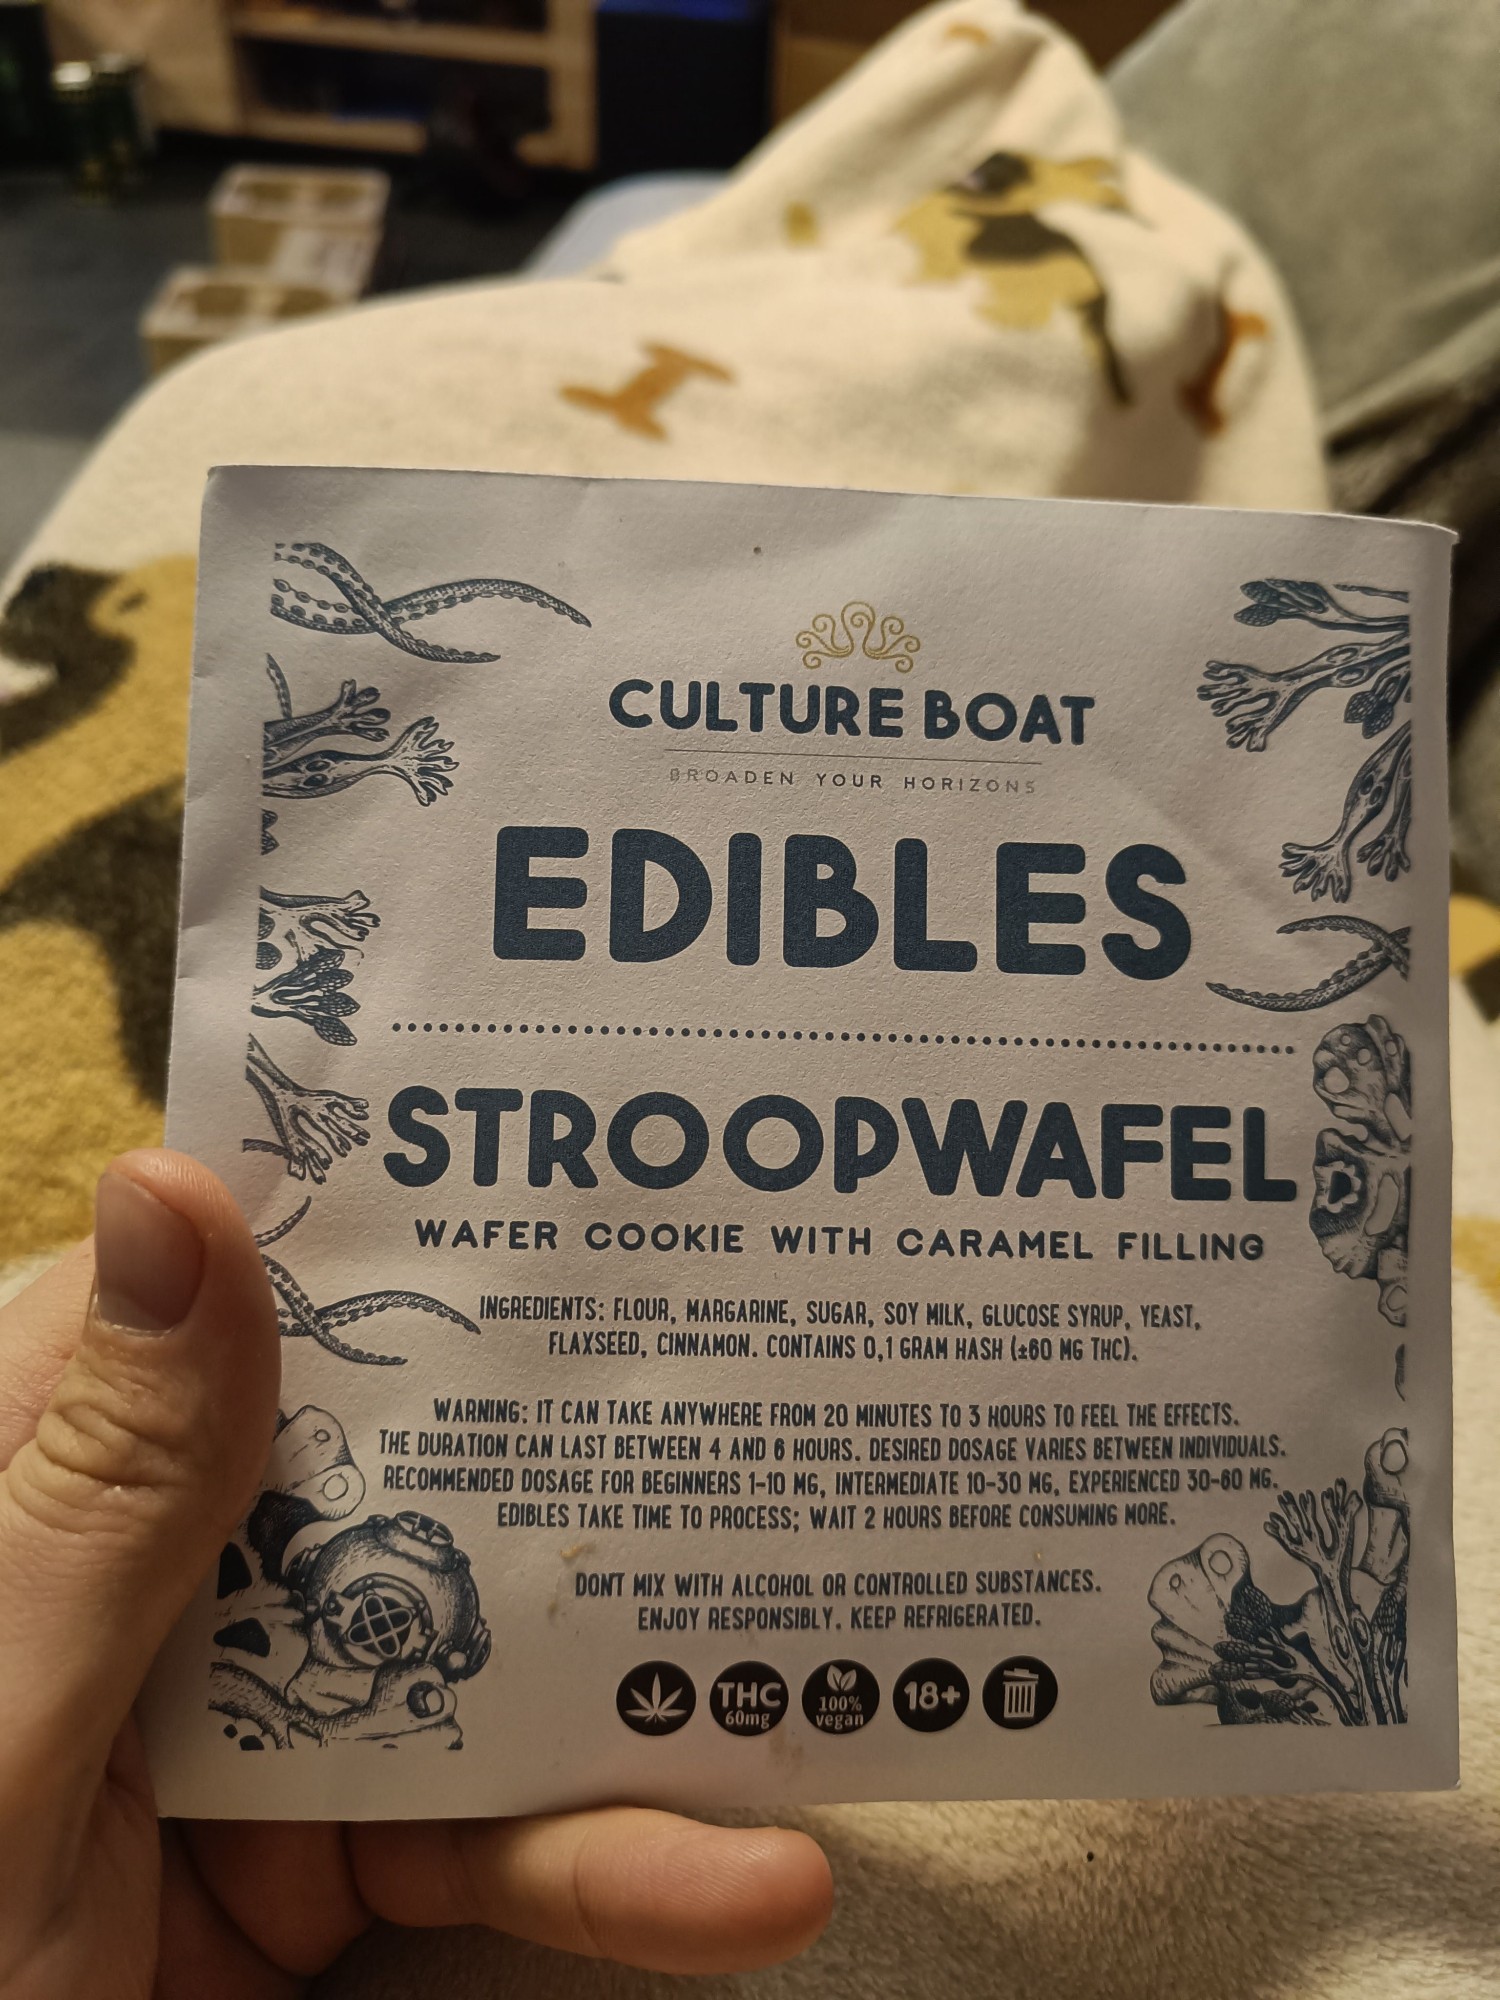 CULTURE BOAT
BROADEN YOUR HORIZONS
EDIBLES
STROOPWAFEL
WAFER COOKIE WITH CARAMEL FILLING
INGREDIENTS: FLOUR, MARGARINE, SUGAR, SOY MILK, GLUCOSE SYRUP, YEAST,
FLAXSEED, CINNAMON. CONTAINS 0,1 GRAM HASH (±60 MG THC).
WARNING: IT CAN TAKE ANYWHERE FROM 20 MINUTES TO 3 HOURS TO FEEL THE EFFECTS.
THE DURATION CAN LAST BETWEEN 4 AND 6 HOURS. DESIRED DOSAGE VARIES BETWEEN INDIVIDUALS.
RECOMMENDED DOSAGE FOR BEGINNERS 1-10 MG, INTERMEDIATE 10-30 MG, EXPERIENCED 30-60 MG.
EDIBLES TAKE TIME TO PROCESS; WAIT 2 HOURS BEFORE CONSUMING MORE.
DON'T MIX WITH ALCOHOL OR CONTROLLED SUBSTANCES.
ENJOY RESPONSIBLY. KEEP REFRIGERATED.
THC
60mg
100%
vegan
18+